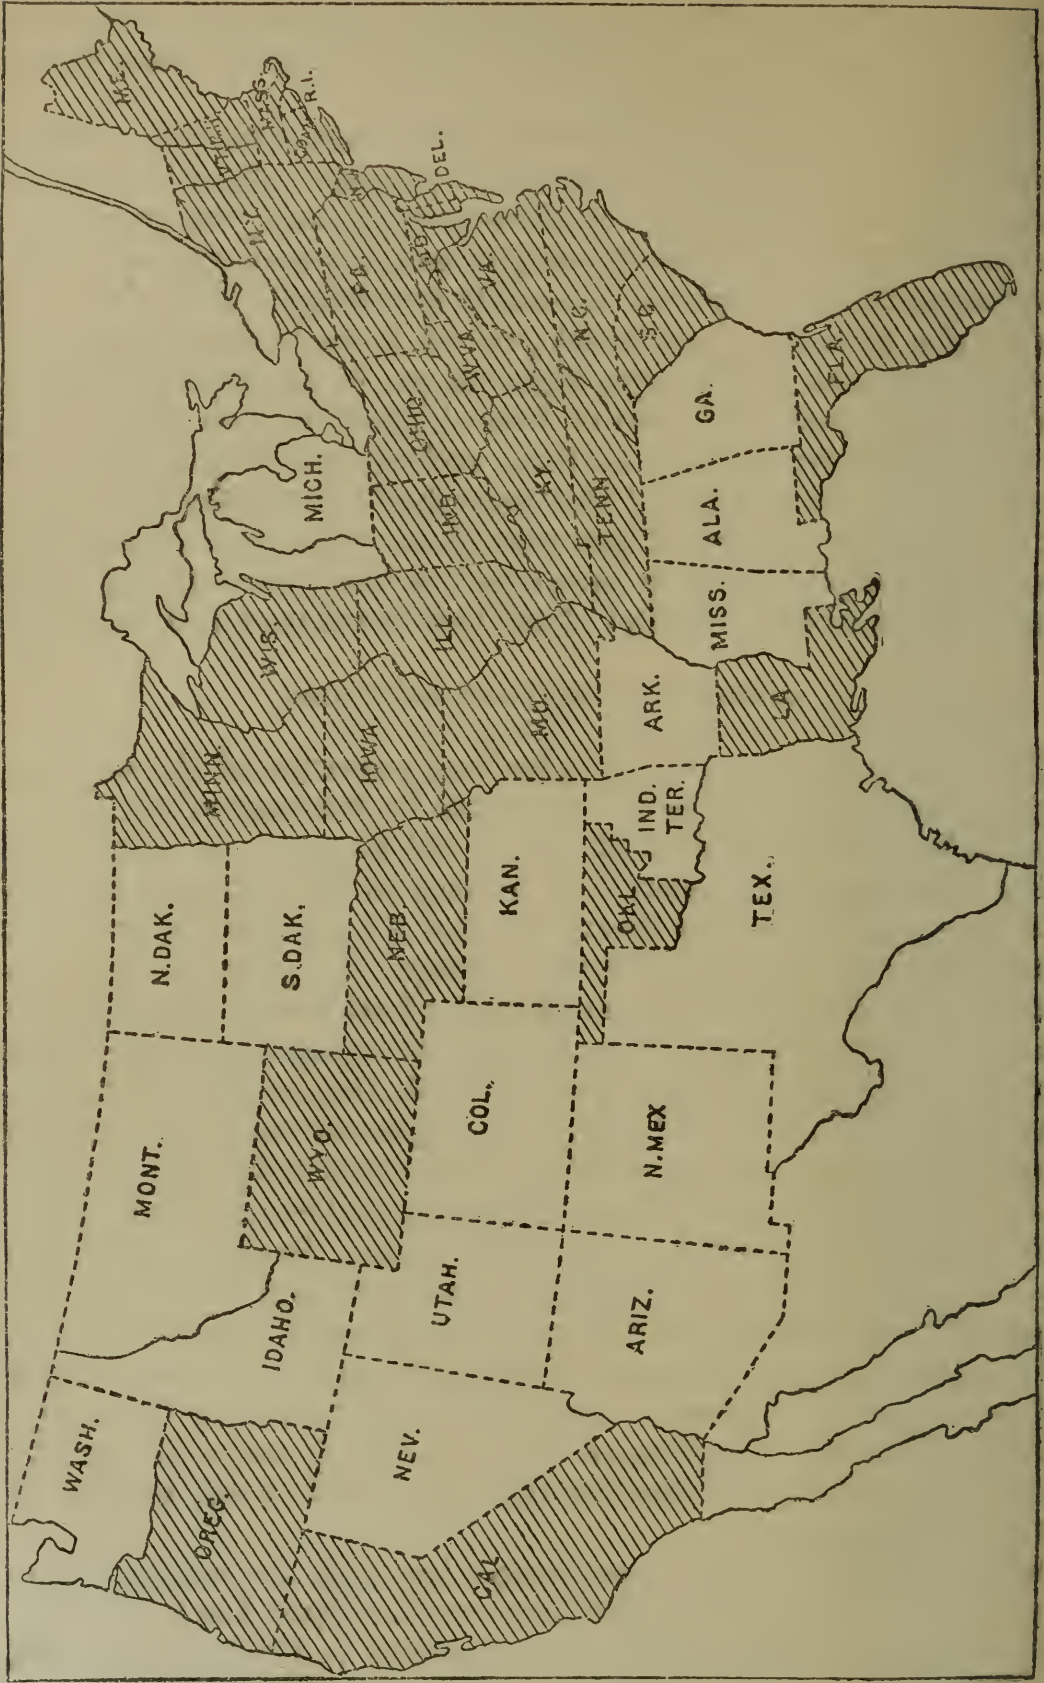 WASH.
OREG.
CAL
NEV.
IDAHO.
MONT.
WYO.
UTAH.
ARIZ.
COL.
N.MEX
N.DAK.
S.DAK.
NEB.
KAN.
OKL
IND.
TER.
TEX.
MINN.
IOWA
MO.
ARK.
LA
WIS.
ILL.
MICH.
IND.
OHIO.
KY.
TENN
MISS.
ALA.
GA.
FLA.
S.C.
N.C.
VA.
W.VA.
MD.
DEL.
PA.
N.Y.
CONN
R.I.
MASS.
ME.